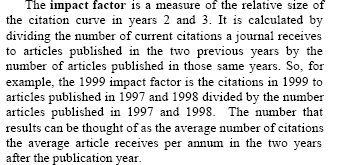 The impact factor is a measure of the relative size of
the citation curve in years 2 and 3. It is calculated by
dividing the number of current citations a journal receives
to articles published in the two previous years by the
number of articles published in those same years. So, for
example, the 1999 impact factor is the citations in 1999 to
articles published in 1997 and 1998 divided by the number
articles published in 1997 and 1998. The number that
results can be thought of as the average number of citations
the average article receives per annum in the two years
after the publication year.